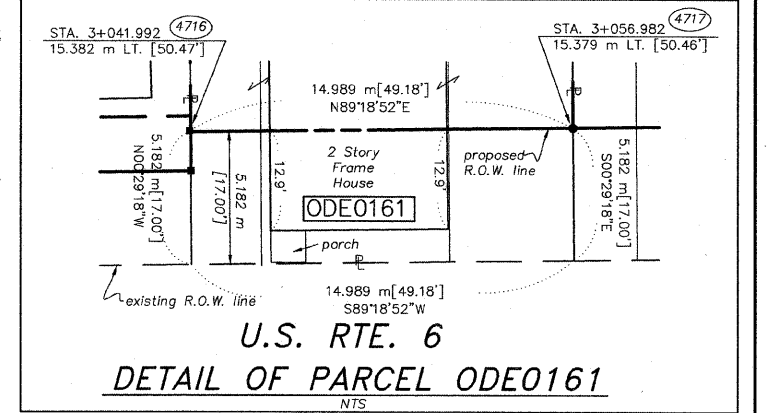 STA. 3+041.992 4716
15.382 m LT. [50.47']
STA. 3+056.982 4717
15.379 m LT. [50.46']
14.989 m[49.18']
N89°18'52"E
PL
PL
5.182 m[17.00']
N00°29'18"W
5.182 m
[17.00']
12.9'
2 Story
Frame
House
12.9'
proposed
R.O.W. line
5.182 m[17.00']
S00°29'18"E
ODE0161
porch
PL
existing R.O.W. line
14.989 m[49.18']
S89°18'52"W
U.S. RTE. 6
DETAIL OF PARCEL ODE0161
NTS